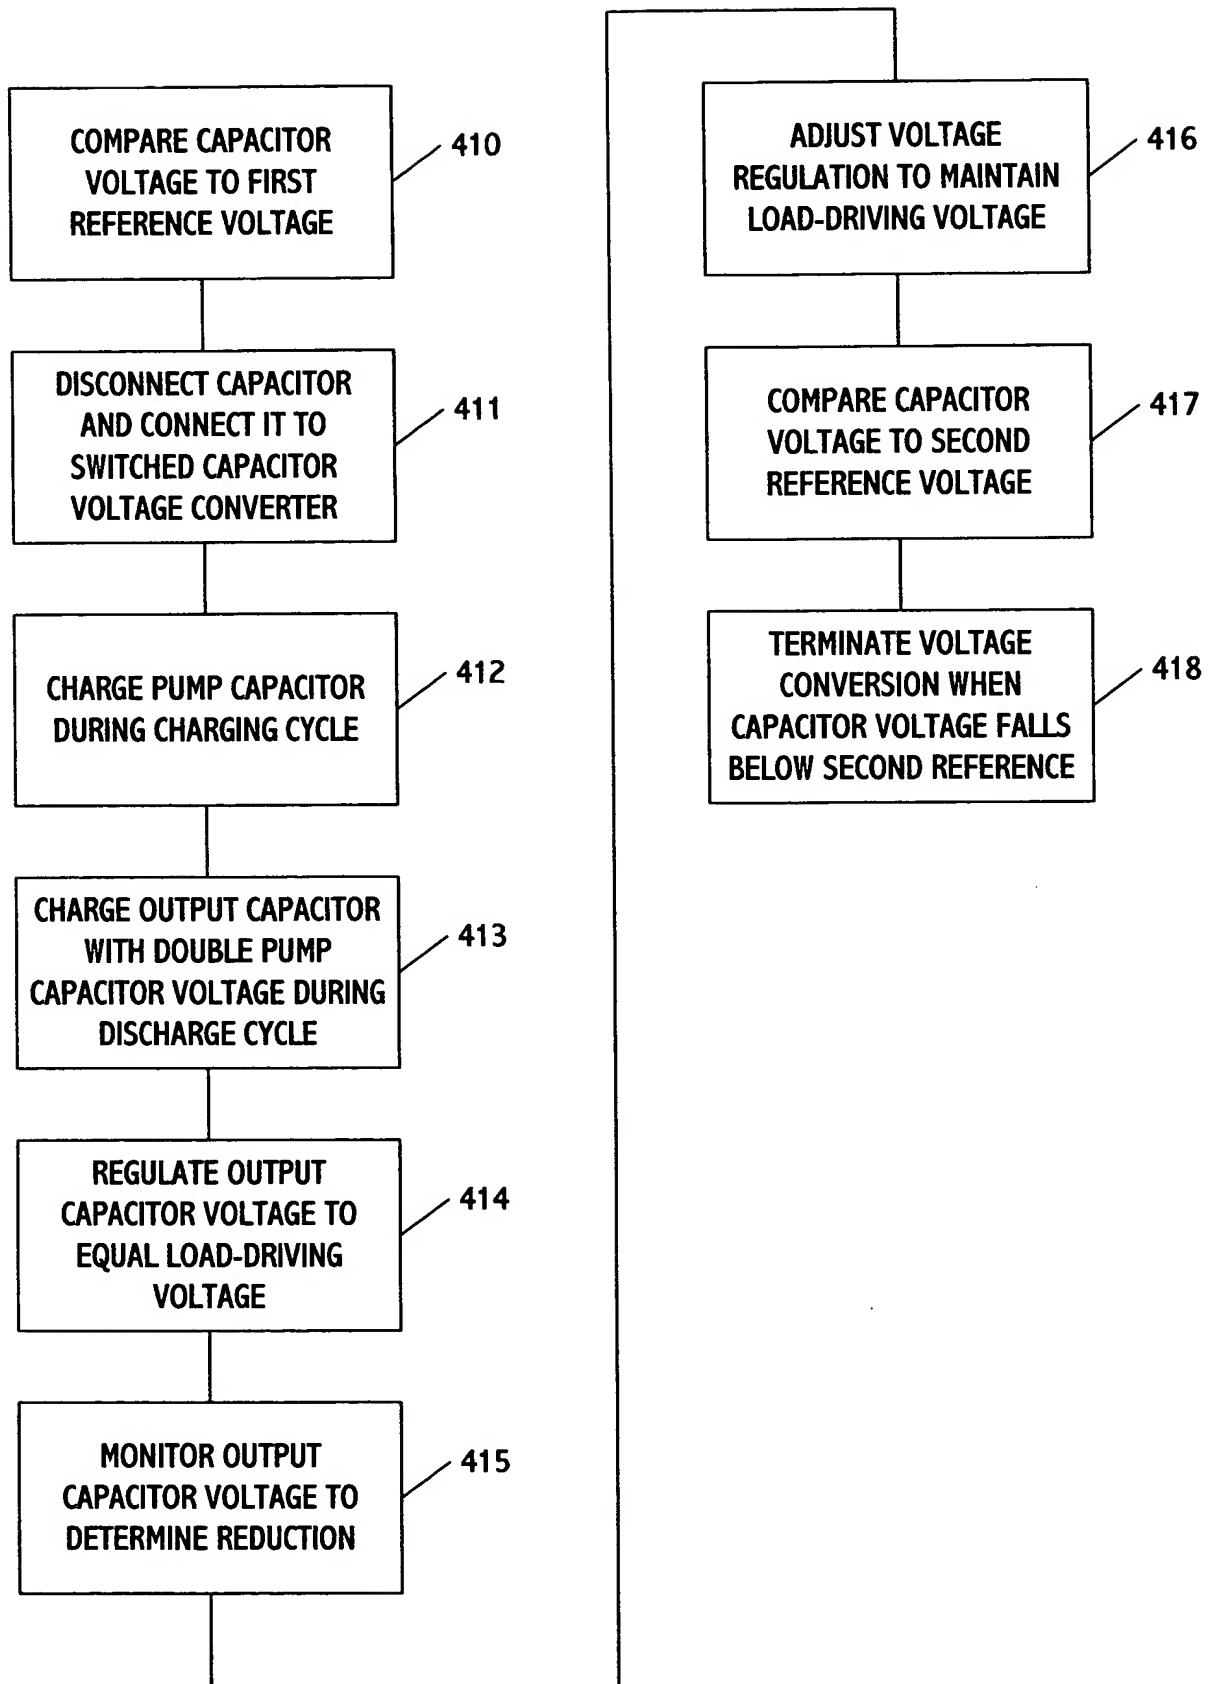 COMPARE CAPACITOR
VOLTAGE TO FIRST
REFERENCE VOLTAGE
410
DISCONNECT CAPACITOR
AND CONNECT IT TO
SWITCHED CAPACITOR
VOLTAGE CONVERTER
411
CHARGE PUMP CAPACITOR
DURING CHARGING CYCLE
412
CHARGE OUTPUT CAPACITOR
WITH DOUBLE PUMP
CAPACITOR VOLTAGE DURING
DISCHARGE CYCLE
413
REGULATE OUTPUT
CAPACITOR VOLTAGE TO
EQUAL LOAD-DRIVING
VOLTAGE
414
MONITOR OUTPUT
CAPACITOR VOLTAGE TO
DETERMINE REDUCTION
415
ADJUST VOLTAGE
REGULATION TO MAINTAIN
LOAD-DRIVING VOLTAGE
416
COMPARE CAPACITOR
VOLTAGE TO SECOND
REFERENCE VOLTAGE
417
TERMINATE VOLTAGE
CONVERSION WHEN
CAPACITOR VOLTAGE FALLS
BELOW SECOND REFERENCE
418